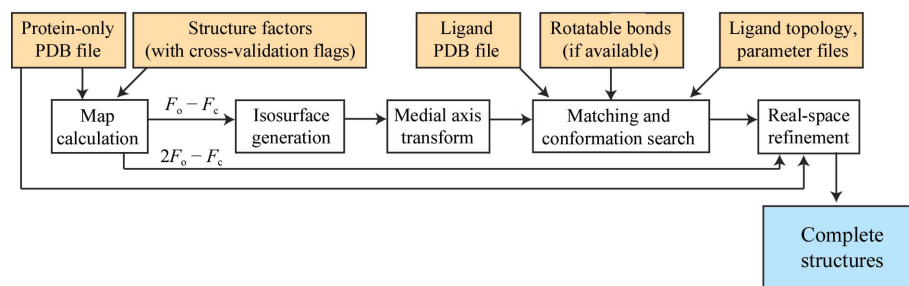 Protein-only
PDB file
Structure factors
(with cross-validation flags)
Ligand
PDB file
Rotatable bonds
(if available)
Ligand topology,
parameter files
Map
calculation
Fo − Fc
Isosurface
generation
Medial axis
transform
Matching and
conformation search
Real-space
refinement
2Fo − Fc
Complete
structures